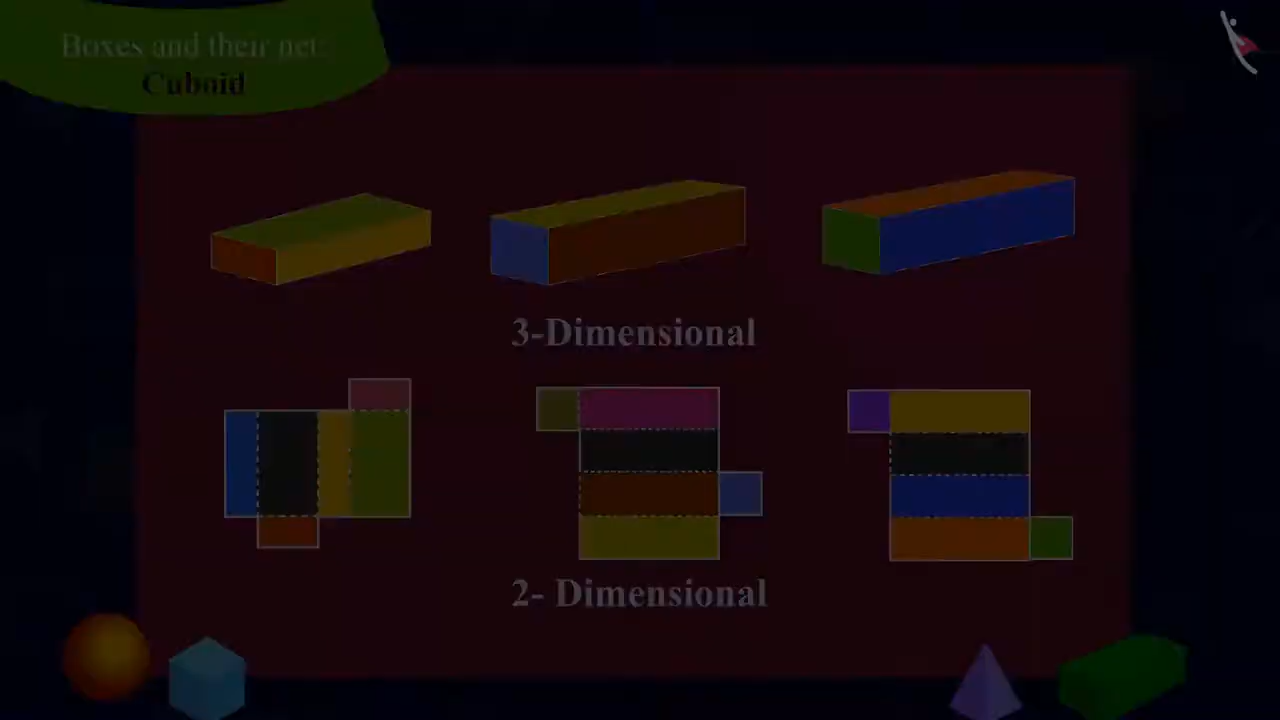 Boxes and their net:
Cuboid
3-Dimensional
2- Dimensional